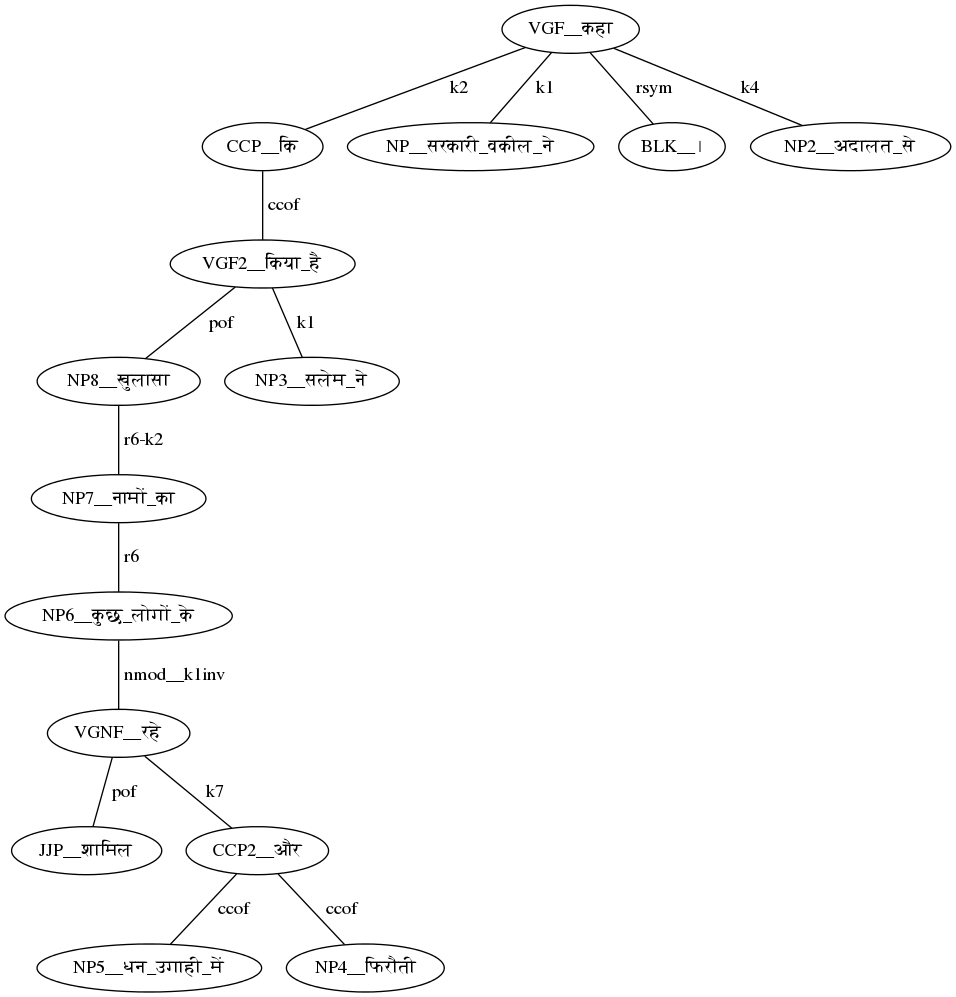 VGF__कहा
k2 k1 rsym k4
CCP__कि NP__सरकारी_वकील_ने BLK__। NP2__अदालत_से
ccof
VGF2__किया_है
pof k1
NP8__खुलासा NP3__सलेम_ने
r6-k2
NP7__नामों_का
r6
NP6__कुछ_लोगों_के
nmod__k1inv
VGNF__रहे
pof k7
JJP__शामिल CCP2__और
ccof ccof
NP5__धन_उगाही_में NP4__फिरौती